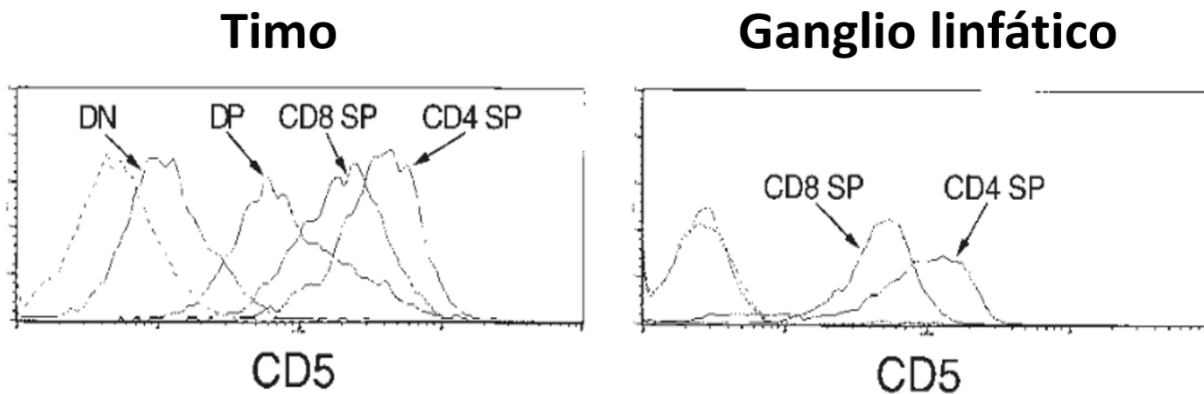 Timo
Ganglio linfático
DN
DP
CD8 SP
CD4 SP
CD8 SP
CD4 SP
CD5
CD5